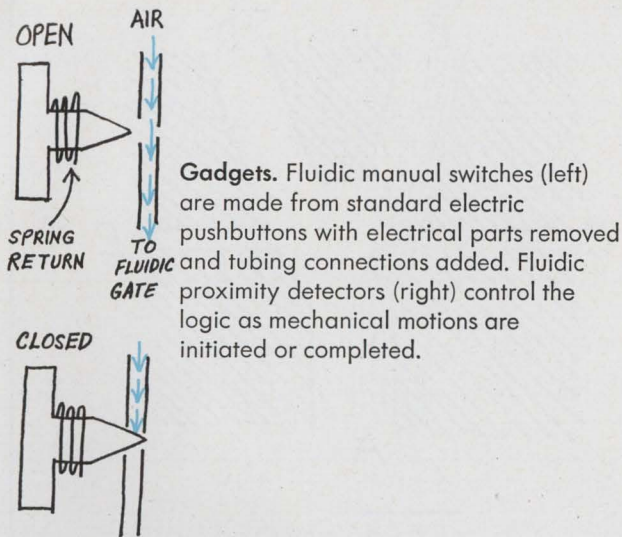 AIR
OPEN
SPRING
RETURN
TO
FLUIDIC
GATE
Gadgets. Fluidic manual switches (left)
are made from standard electric
pushbuttons with electrical parts removed
and tubing connections added. Fluidic
proximity detectors (right) control the
logic as mechanical motions are
initiated or completed.
CLOSED